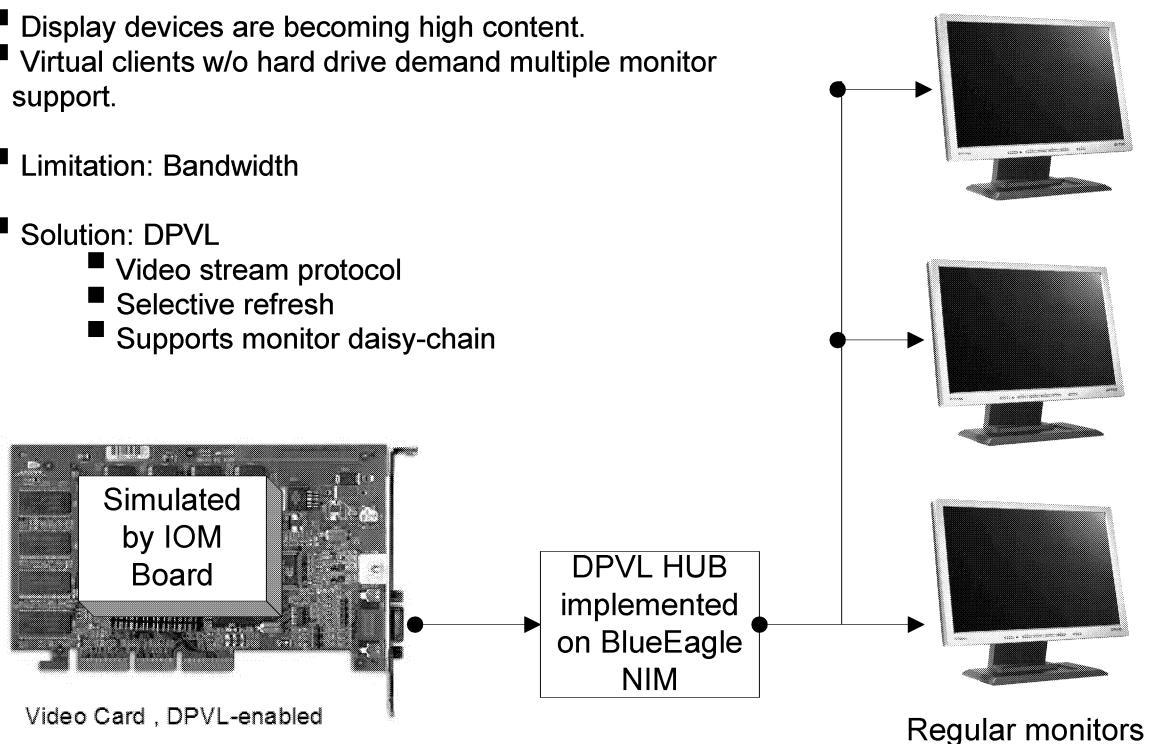 Display devices are becoming high content.
Virtual clients w/o hard drive demand multiple monitor
support.
Limitation: Bandwidth
Solution: DPVL
Video stream protocol
Selective refresh
Supports monitor daisy-chain
Simulated
by IOM
Board
Video Card , DPVL-enabled
DPVL HUB
implemented
on BlueEagle
NIM
Regular monitors